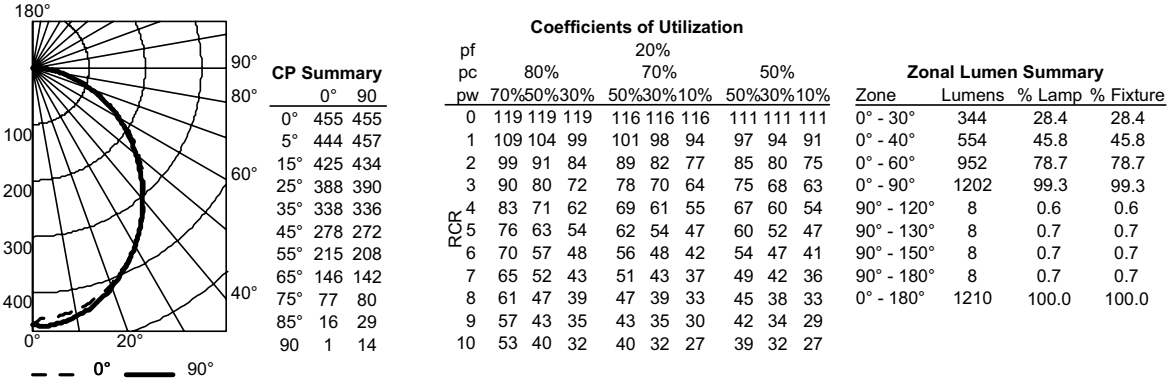 180°
90°
80°
100
60°
200
300
400
40°
0° 20°
0° 90°
CP Summary
0° 90
0° 455 455
5° 444 457
15° 425 434
25° 388 390
35° 338 336
45° 278 272
55° 215 208
65° 146 142
75° 77 80
85° 16 29
90 1 14
Coefficients of Utilization
pf 20%
pc 80% 70% 50%
pw 70%50%30% 50%30%10% 50%30%10%
RCR
0 119 119 119 116 116 116 111 111 111
1 109 104 99 101 98 94 97 94 91
2 99 91 84 89 82 77 85 80 75
3 90 80 72 78 70 64 75 68 63
4 83 71 62 69 61 55 67 60 54
5 76 63 54 62 54 47 60 52 47
6 70 57 48 56 48 42 54 47 41
7 65 52 43 51 43 37 49 42 36
8 61 47 39 47 39 33 45 38 33
9 57 43 35 43 35 30 42 34 29
10 53 40 32 40 32 27 39 32 27
Zonal Lumen Summary
Zone Lumens % Lamp % Fixture
0° - 30° 344 28.4 28.4
0° - 40° 554 45.8 45.8
0° - 60° 952 78.7 78.7
0° - 90° 1202 99.3 99.3
90° - 120° 8 0.6 0.6
90° - 130° 8 0.7 0.7
90° - 150° 8 0.7 0.7
90° - 180° 8 0.7 0.7
0° - 180° 1210 100.0 100.0